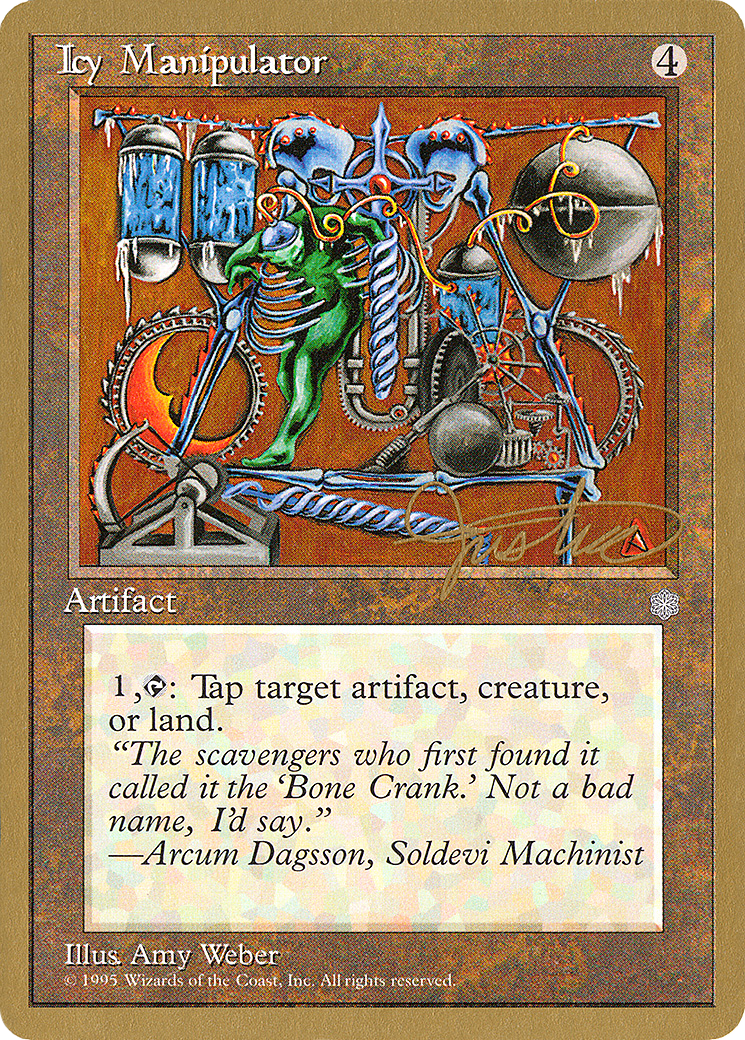 Icy Manipulator 4
Artifact
1,: Tap target artifact, creature,
or land.
“The scavengers who first found it
called it the ‘Bone Crank.’ Not a bad
name, I’d say.”
—Arcum Dagsson, Soldevi Machinist
Illus. Amy Weber
© 1995 Wizards of the Coast, Inc. All rights reserved.